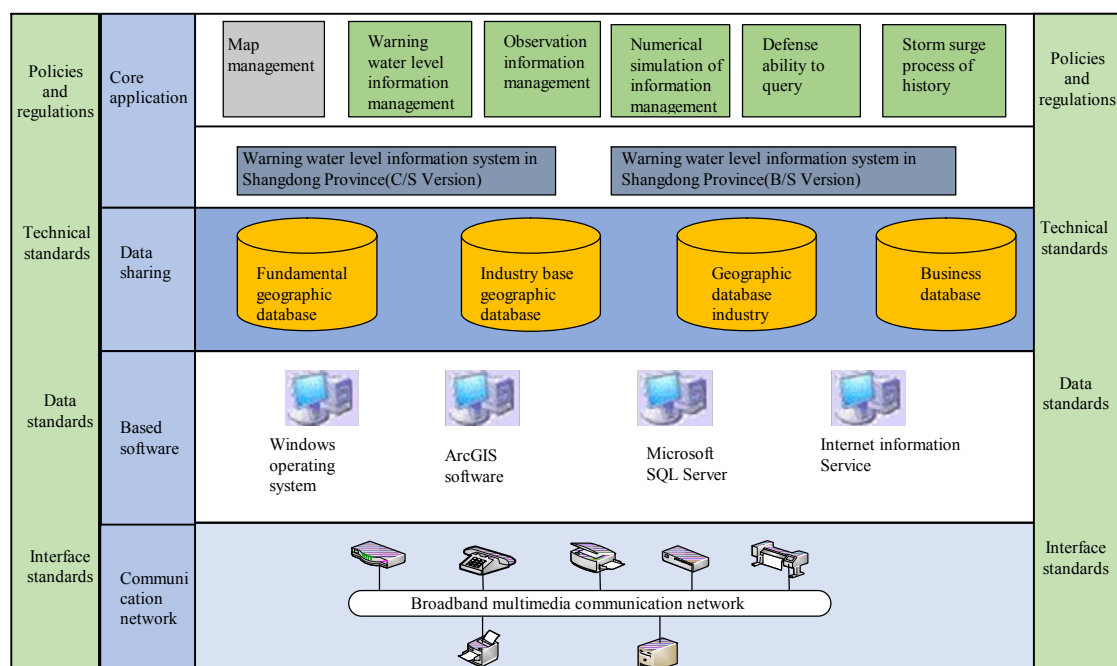 Policies
and
regulations
Technical
standards
Data
standards
Interface
standards
Core
application
Map
management
Warning
water level
information
management
Observation
information
management
Numerical
simulation of
information
management
Defense
ability to
query
Storm surge
process of
history
Warning water level information system in
Shangdong Province(C/S Version)
Warning water level information system in
Shangdong Province(B/S Version)
Data
sharing
Fundamental
geographic
database
Industry base
geographic
database
Geographic
database
industry
Business
database
Based
software
Windows
operating
system
ArcGIS
software
Microsoft
SQL Server
Internet information
Service
Communi
cation
network
Broadband multimedia communication network
Policies
and
regulations
Technical
standards
Data
standards
Interface
standards